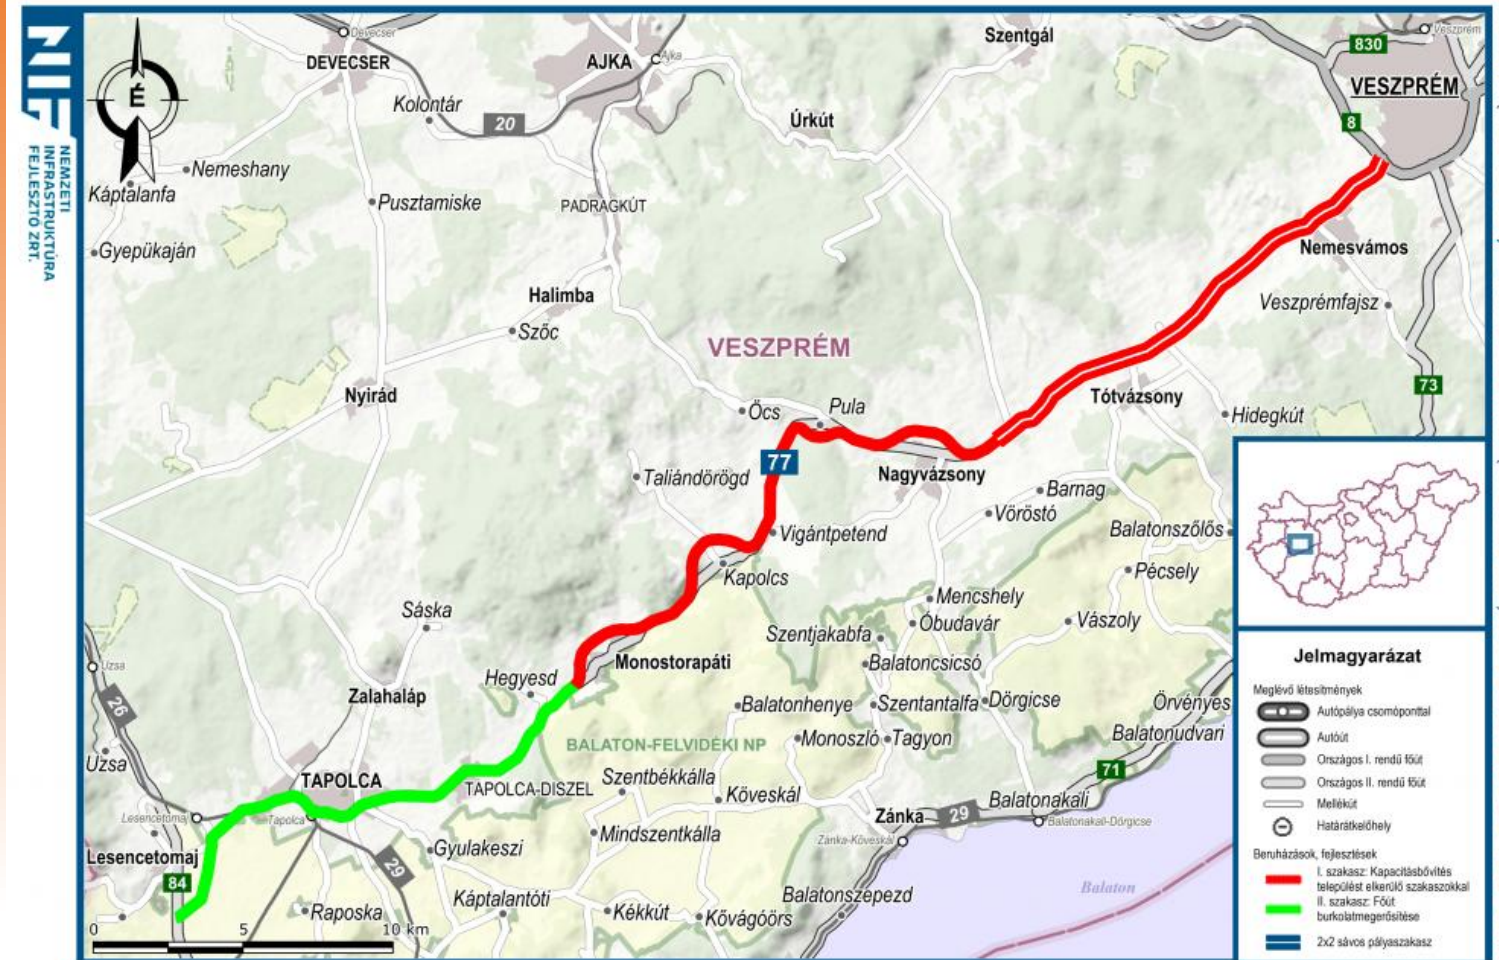 NIF
NEMZETI
INFRASTRUKTÚRA
FEJLESZTŐ ZRT.
É
Devecser
DEVECSER
AJKA
Ajka
Szentgál
830
Veszprém
VESZPRÉM
Kolontár
20
Úrkút
8
Nemeshany
Káptalanfa
Pusztamiske
PADRAGKÚT
Gyepükaján
Nemesvámos
Halimba
Veszprémfajsz
Szőc
VESZPRÉM
73
Nyirád
Tótvázsony
Öcs
Pula
Hidegkút
77
Taliándörögd
Nagyvázsony
Barnag
Vöröstó
Vigántpetend
Balatonszőlős
Kapolcs
Pécsely
Mencshely
Sáska
Óbudavár
Vászoly
Szentjakabfa
Uzsa
Monostorapáti
Balatoncsicsó
Hegyesd
Zalahaláp
26
Balatonhenye
Szentantalfa
Dörgicse
Örvényes
Balatonudvari
BALATON-FELVIDÉKI NP
Monoszló
Tagyon
Uzsa
71
TAPOLCA
Szentbékkálla
TAPOLCA-DISZEL
Köveskál
Balatonakali
Lesencetomaj
Tapolca
Zánka
29
Balatonakali-Dörgicse
Mindszentkálla
Zánka-Köveskál
Lesencetomaj
Gyulakeszi
29
84
Balatonszepezd
Balaton
Káptalantóti
Raposka
Kékkút
Kővágóörs
0
5
10 km
Jelmagyarázat
Meglévő létesítmények
Autópálya csomóponttal
Autóút
Országos I. rendű főút
Országos II. rendű főút
Mellékút
Határátkelőhely
Beruházások, fejlesztések
I. szakasz: Kapacitásbővítés
települést elkerülő szakaszokkal
II. szakasz: Főút
burkolatmegerősítése
2x2 sávos pályaszakasz